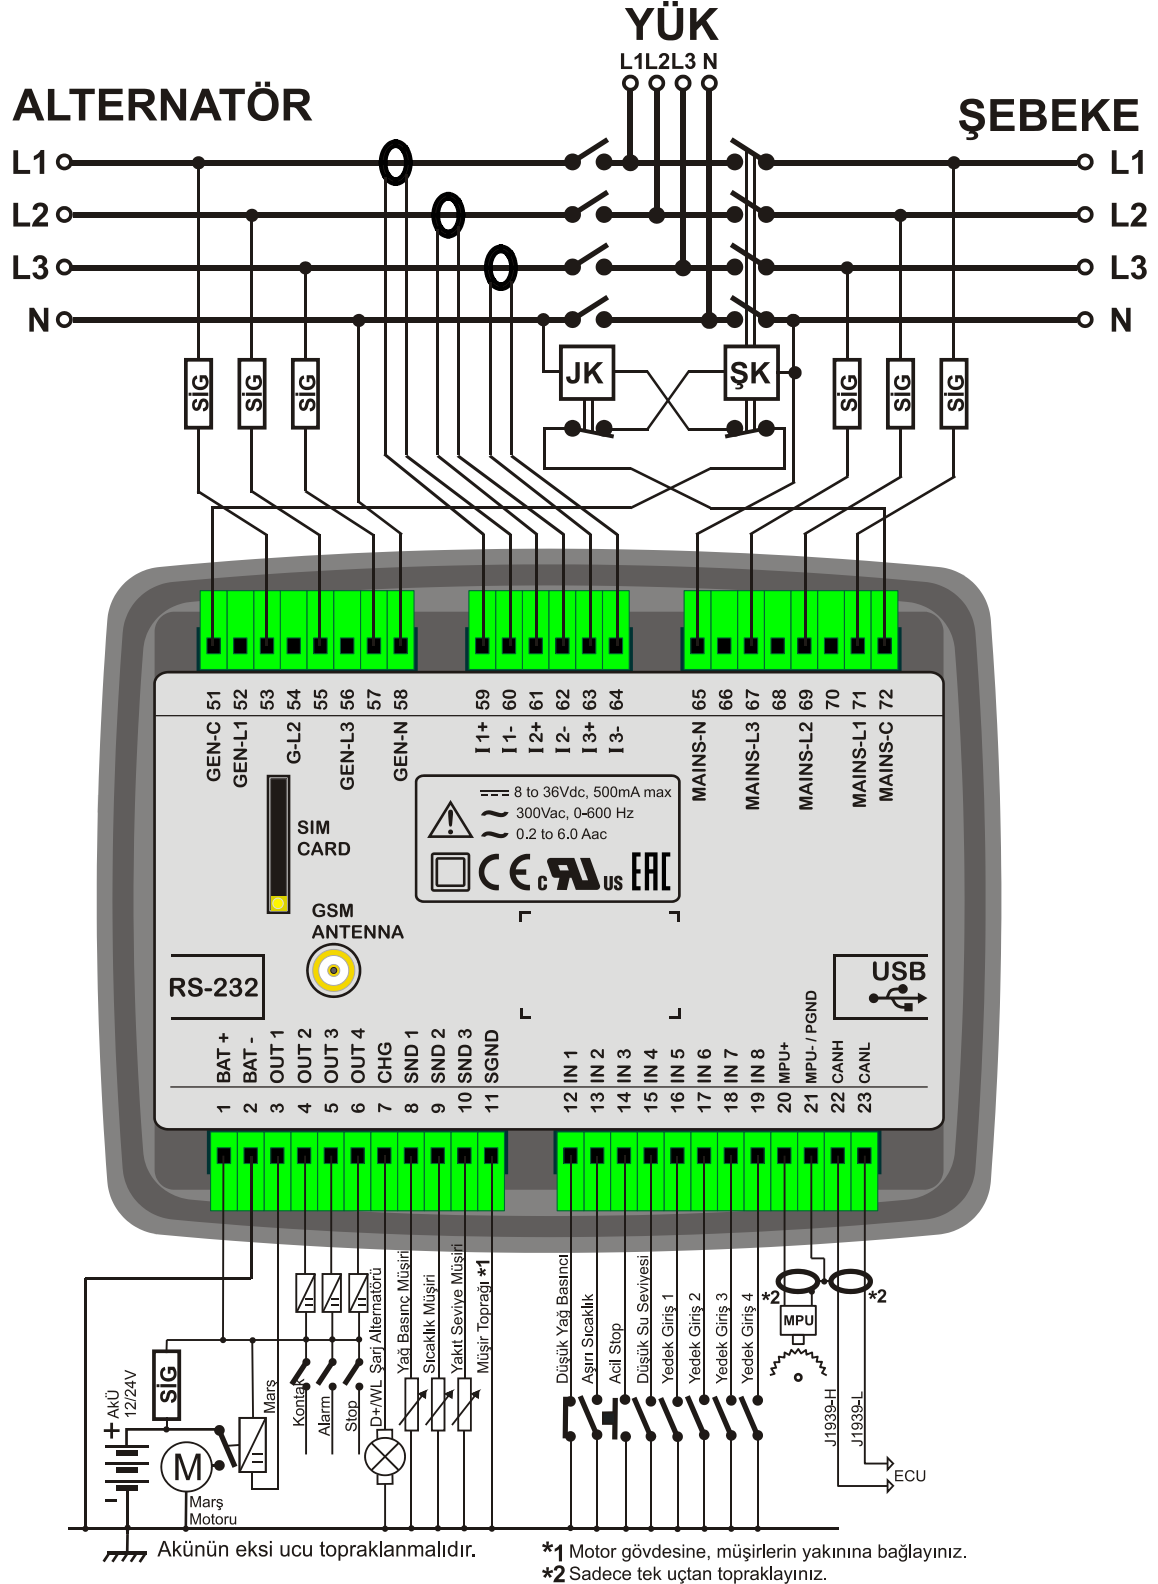 YÜK
L1 L2 L3 N
ALTERNATÖR
ŞEBEKE
L1
L1
L2
L2
L3
L3
N
N
SİG
SİG
SİG
JK
ŞK
SİG
SİG
SİG
51 52 53 54 55 56 57 58
59 60 61 62 63 64
65 66 67 68 69 70 71 72
GEN-C
GEN-L1
G-L2
GEN-L3
GEN-N
I 1+
I 1-
I 2+
I 2-
I 3+
I 3-
MAINS-N
MAINS-L3
MAINS-L2
MAINS-L1
MAINS-C
8 to 36Vdc, 500mA max
300Vac, 0-600 Hz
0.2 to 6.0 Aac
CE c RU US EAC
SIM
CARD
GSM
ANTENNA
RS-232
USB
BAT +
BAT -
OUT 1
OUT 2
OUT 3
OUT 4
CHG
SND 1
SND 2
SND 3
SGND
IN 1
IN 2
IN 3
IN 4
IN 5
IN 6
IN 7
IN 8
MPU+
MPU- / PGND
CANH
CANL
1 2 3 4 5 6 7 8 9 10 11
12 13 14 15 16 17 18 19 20 21 22 23
Şarj Alternatörü
D+/WL
Yağ Basınç Müşiri
Sıcaklık Müşiri
Yakıt Seviye Müşiri
Müşir Toprağı *1
Düşük Yağ Basıncı
Aşırı Sıcaklık
Acil Stop
Düşük Su Seviyesi
Yedek Giriş 1
Yedek Giriş 2
Yedek Giriş 3
Yedek Giriş 4
*2
*2
MPU
SİG
AkÜ
12/24V
+
-
Marş
Kontak
Alarm
Stop
M
Marş
Motoru
J1939-H
J1939-L
ECU
Akünün eksi ucu topraklanmalıdır.
*1 Motor gövdesine, müşirlerin yakınına bağlayınız.
*2 Sadece tek uçtan topraklayınız.